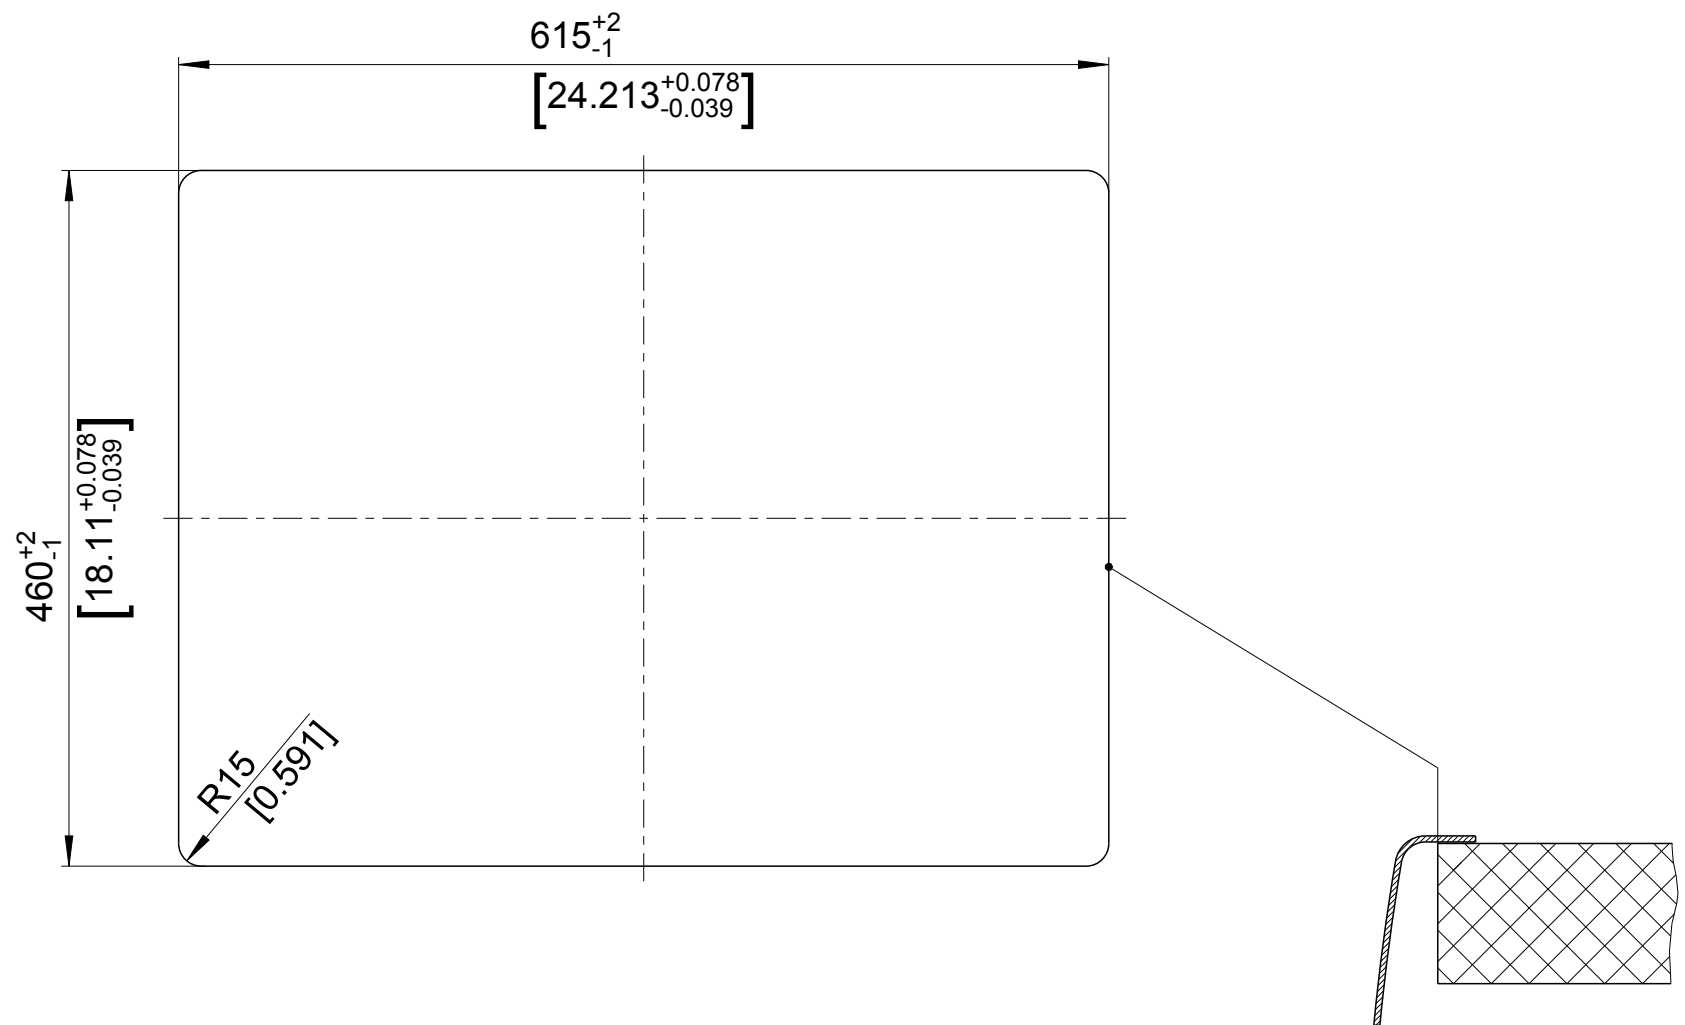 615 +2 -1
[24.213 +0.078 -0.039]
460 +2 -1
[18.11 +0.078 -0.039]
R15
[0.591]